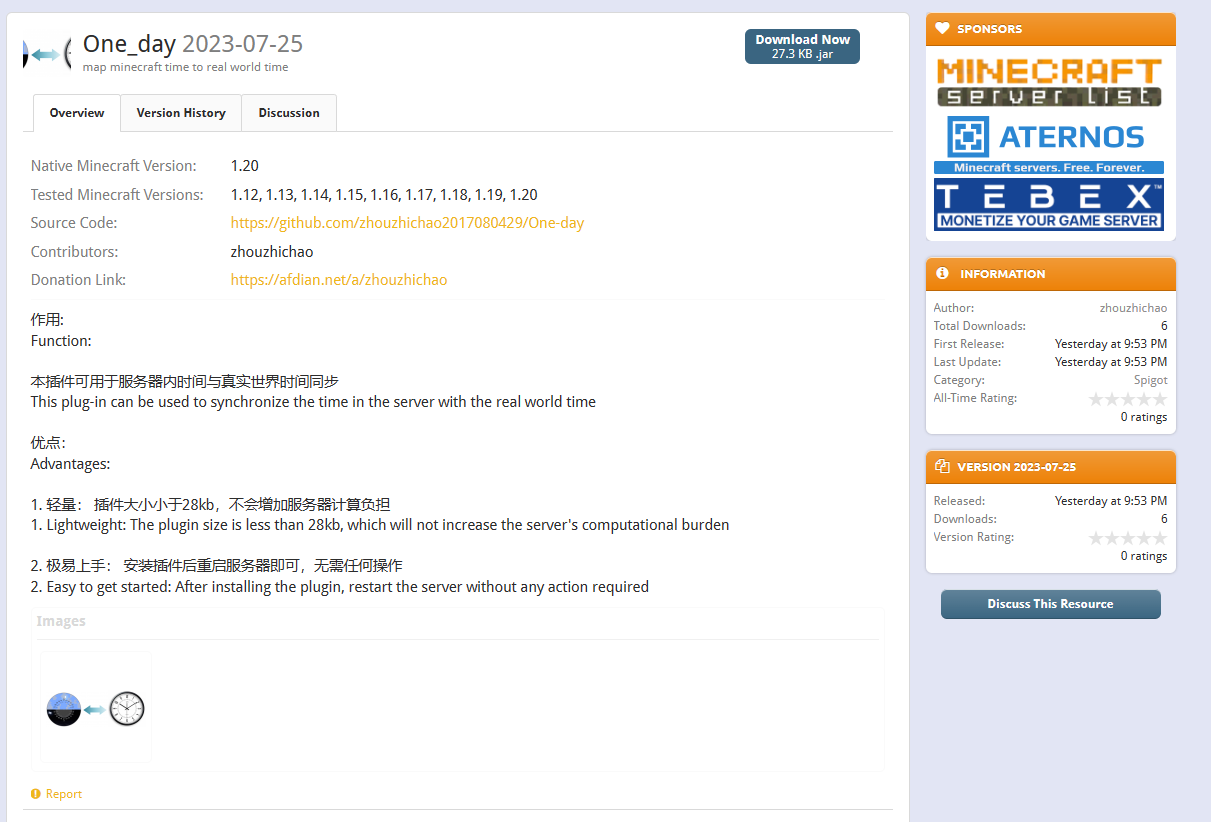 One_day 2023-07-25
map minecraft time to real world time
Download Now
27.3 KB .jar
Overview
Version History
Discussion
Native Minecraft Version: 1.20
Tested Minecraft Versions: 1.12, 1.13, 1.14, 1.15, 1.16, 1.17, 1.18, 1.19, 1.20
Source Code: https://github.com/zhouzhichao2017080429/One-day
Contributors: zhouzhichao
Donation Link: https://afdian.net/a/zhouzhichao
作用:
Function:
本插件可用于服务器内时间与真实世界时间同步
This plug-in can be used to synchronize the time in the server with the real world time
优点:
Advantages:
1. 轻量： 插件大小小于28kb，不会增加服务器计算负担
1. Lightweight: The plugin size is less than 28kb, which will not increase the server's computational burden
2. 极易上手： 安装插件后重启服务器即可，无需任何操作
2. Easy to get started: After installing the plugin, restart the server without any action required
Images
Report
SPONSORS
MINECRAFT
server list
ATERNOS
Minecraft servers. Free. Forever.
TEBEX™
MONETIZE YOUR GAME SERVER
INFORMATION
Author: zhouzhichao
Total Downloads: 6
First Release: Yesterday at 9:53 PM
Last Update: Yesterday at 9:53 PM
Category: Spigot
All-Time Rating:
0 ratings
VERSION 2023-07-25
Released: Yesterday at 9:53 PM
Downloads: 6
Version Rating:
0 ratings
Discuss This Resource